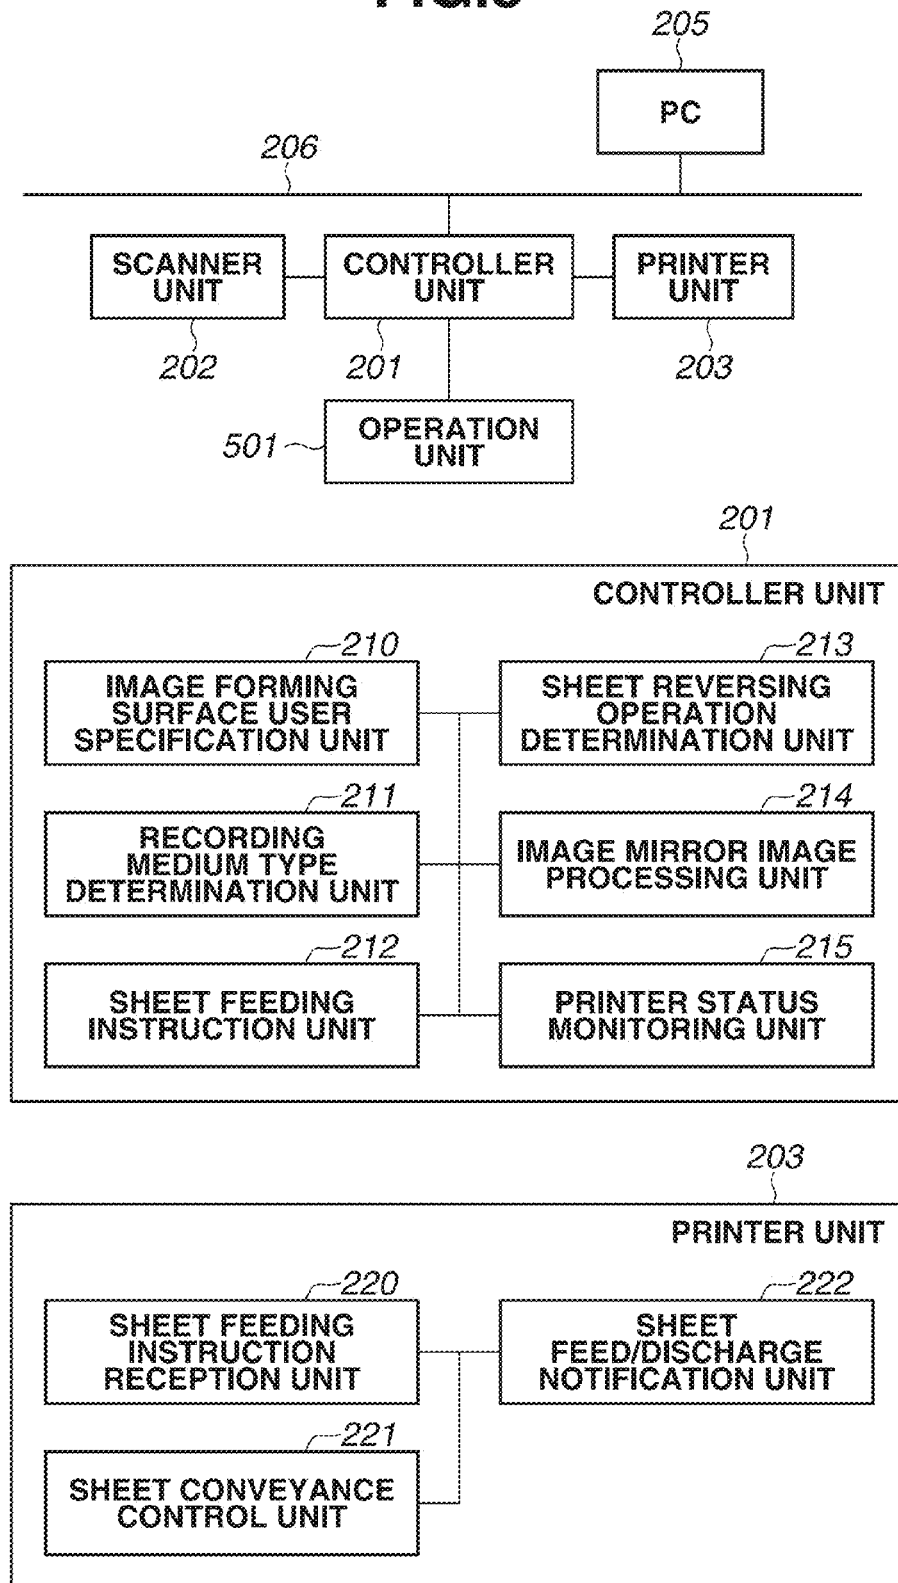 205
PC
206
SCANNER
UNIT
CONTROLLER
UNIT
PRINTER
UNIT
202
201
203
501
OPERATION
UNIT
201
CONTROLLER UNIT
210
IMAGE FORMING
SURFACE USER
SPECIFICATION UNIT
213
SHEET REVERSING
OPERATION
DETERMINATION UNIT
211
RECORDING
MEDIUM TYPE
DETERMINATION UNIT
214
IMAGE MIRROR IMAGE
PROCESSING UNIT
212
SHEET FEEDING
INSTRUCTION UNIT
215
PRINTER STATUS
MONITORING UNIT
203
PRINTER UNIT
220
SHEET FEEDING
INSTRUCTION
RECEPTION UNIT
222
SHEET
FEED/DISCHARGE
NOTIFICATION UNIT
221
SHEET CONVEYANCE
CONTROL UNIT